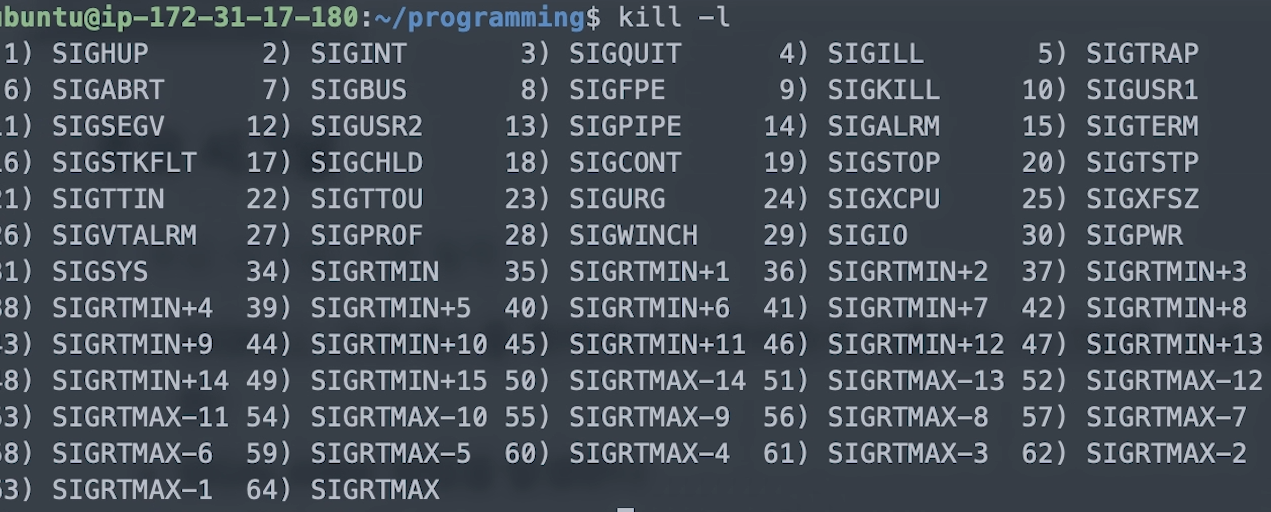 ubuntu@ip-172-31-17-180:~/programming$ kill -l
1) SIGHUP 2) SIGINT 3) SIGQUIT 4) SIGILL 5) SIGTRAP
6) SIGABRT 7) SIGBUS 8) SIGFPE 9) SIGKILL 10) SIGUSR1
11) SIGSEGV 12) SIGUSR2 13) SIGPIPE 14) SIGALRM 15) SIGTERM
16) SIGSTKFLT 17) SIGCHLD 18) SIGCONT 19) SIGSTOP 20) SIGTSTP
21) SIGTTIN 22) SIGTTOU 23) SIGURG 24) SIGXCPU 25) SIGXFSZ
26) SIGVTALRM 27) SIGPROF 28) SIGWINCH 29) SIGIO 30) SIGPWR
31) SIGSYS 34) SIGRTMIN 35) SIGRTMIN+1 36) SIGRTMIN+2 37) SIGRTMIN+3
38) SIGRTMIN+4 39) SIGRTMIN+5 40) SIGRTMIN+6 41) SIGRTMIN+7 42) SIGRTMIN+8
43) SIGRTMIN+9 44) SIGRTMIN+10 45) SIGRTMIN+11 46) SIGRTMIN+12 47) SIGRTMIN+13
48) SIGRTMIN+14 49) SIGRTMIN+15 50) SIGRTMAX-14 51) SIGRTMAX-13 52) SIGRTMAX-12
53) SIGRTMAX-11 54) SIGRTMAX-10 55) SIGRTMAX-9 56) SIGRTMAX-8 57) SIGRTMAX-7
58) SIGRTMAX-6 59) SIGRTMAX-5 60) SIGRTMAX-4 61) SIGRTMAX-3 62) SIGRTMAX-2
63) SIGRTMAX-1 64) SIGRTMAX